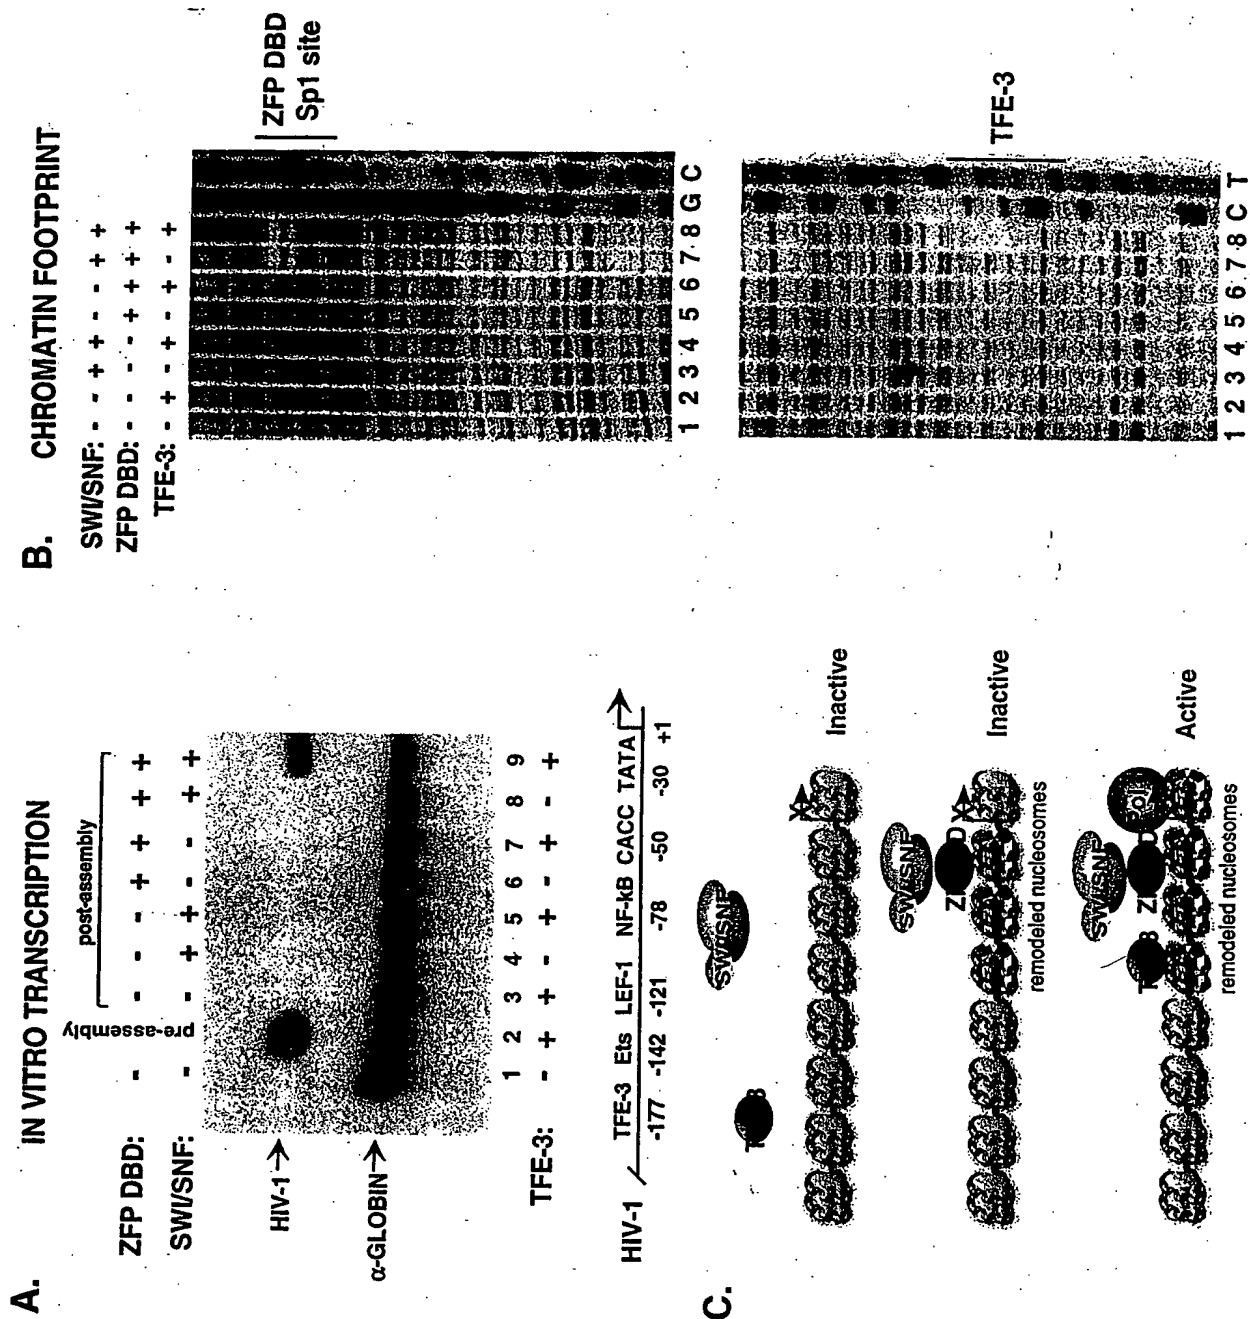 A. IN VITRO TRANSCRIPTION
pre-assembly
post-assembly
ZFP DBD: - - - - + + + +
SWI/SNF: - - + + - - + +
HIV-1
α-GLOBIN
1 2 3 4 5 6 7 8 9
TFE-3: - + + - + - + - +
TFE-3 Ets LEF-1 NF-kB CACC TATA
HIV-1
-177 -142 -121 -78 -50 -30 +1
B. CHROMATIN FOOTPRINT
SWI/SNF: - - + + - - + +
ZFP DBD: - - - - + + + +
TFE-3: - + - + - + - +
ZFP DBD
Sp1 site
1 2 3 4 5 6 7 8 G C
TFE-3
1 2 3 4 5 6 7 8 C T
C.
SWI/SNF
X
Inactive
SWI/SNF
X
Inactive
remodeled nucleosomes
SWI/SNF
Pol
Active
remodeled nucleosomes